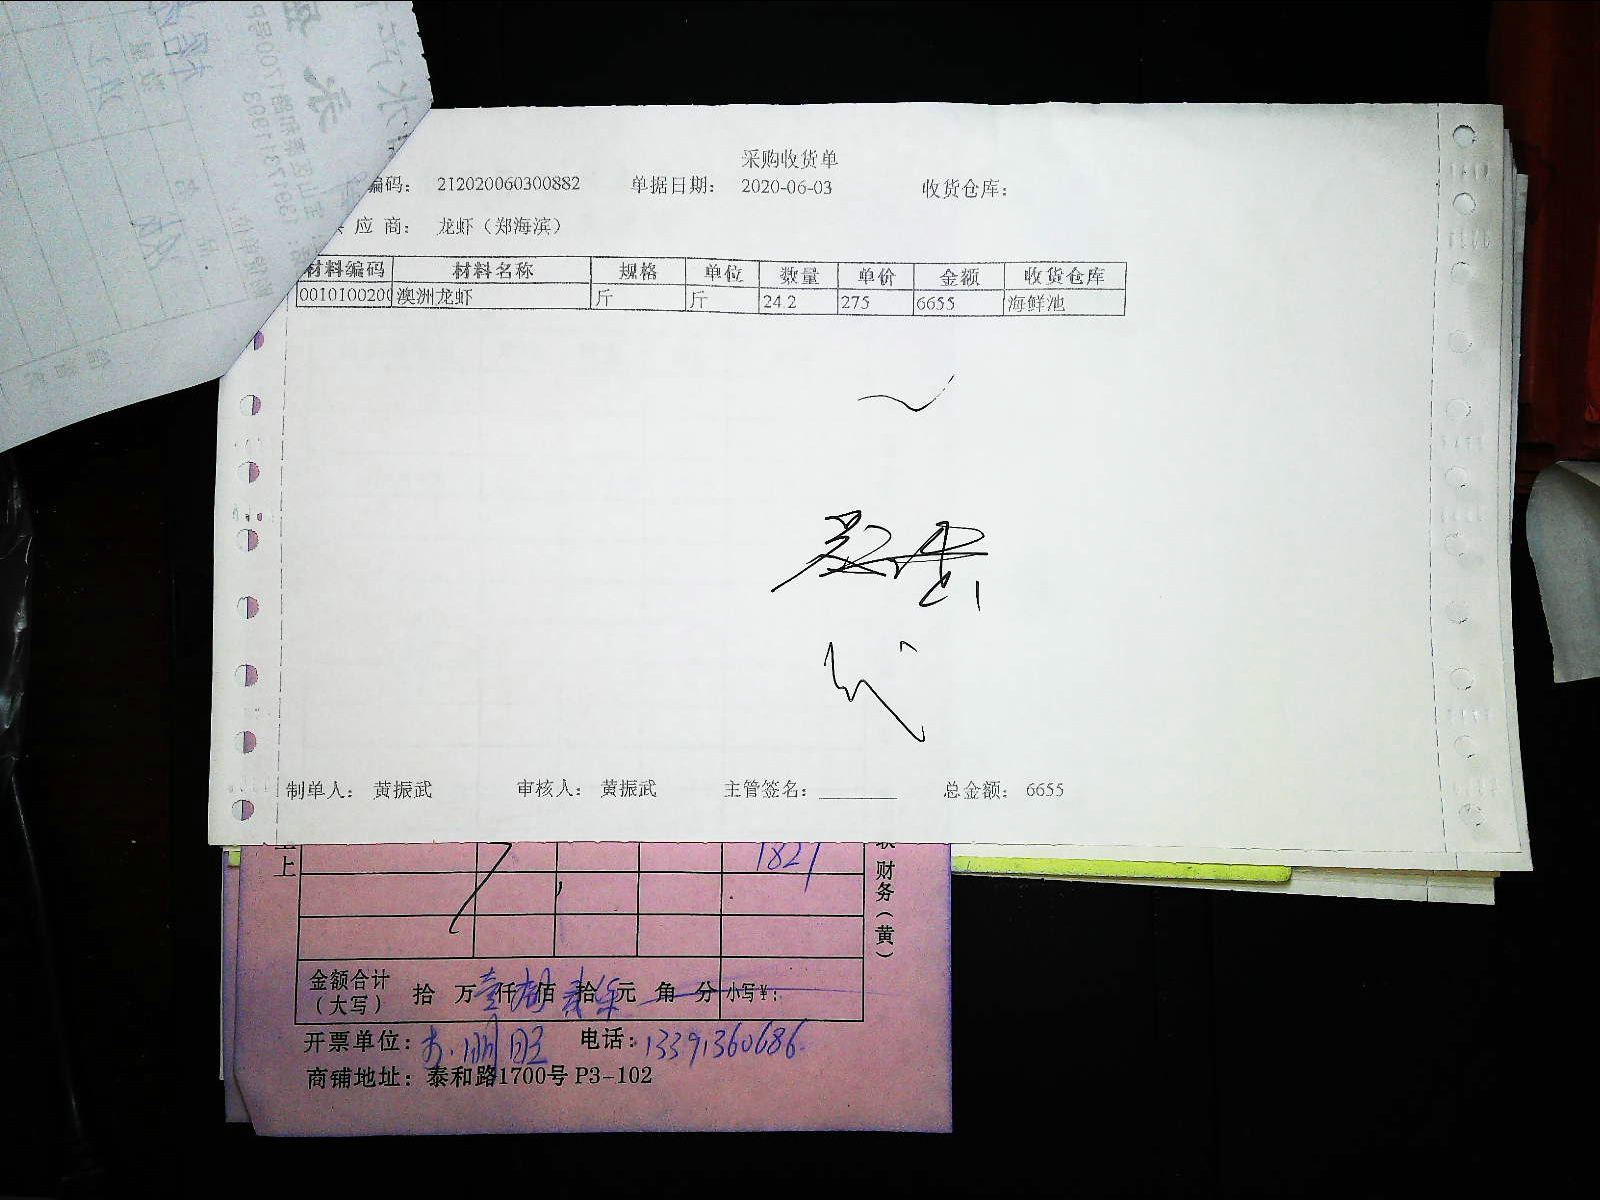 采购收货单
编码： 212020060300882 单据日期： 2020-06-03 收货仓库：
应 商： 龙虾（郑海滨）
材料编码 材料名称 规格 单位 数量 单价 金额 收货仓库
0010100200 澳洲龙虾 斤 斤 24.2 275 6655 海鲜池
制单人： 黄振武 审核人： 黄振武 主管签名：________ 总金额： 6655
上
1821
财务（黄）
金额合计（大写） 拾 万 仟 佰 拾 元 角 分 小写¥：
开票单位： 电话：13391360686
商铺地址：泰和路1700号 P3-102